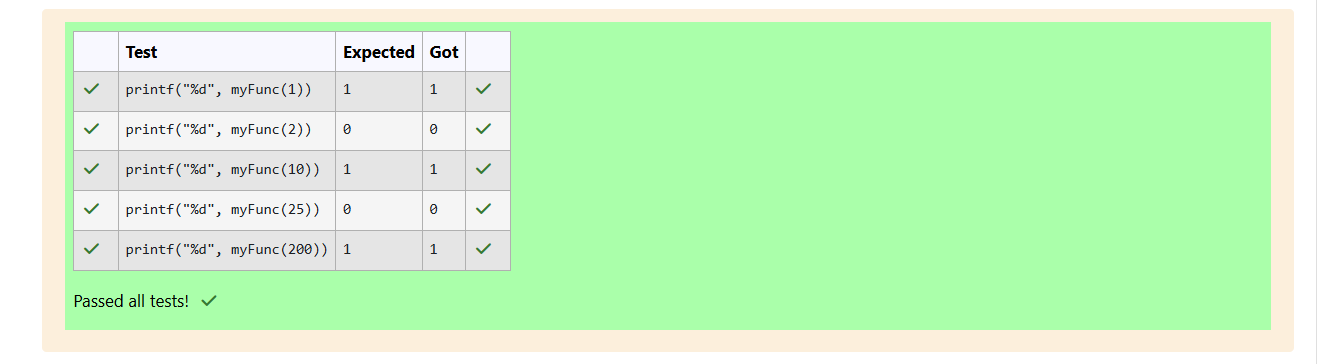 Test Expected Got
printf("%d", myFunc(1)) 1 1
printf("%d", myFunc(2)) 0 0
printf("%d", myFunc(10)) 1 1
printf("%d", myFunc(25)) 0 0
printf("%d", myFunc(200)) 1 1
Passed all tests!